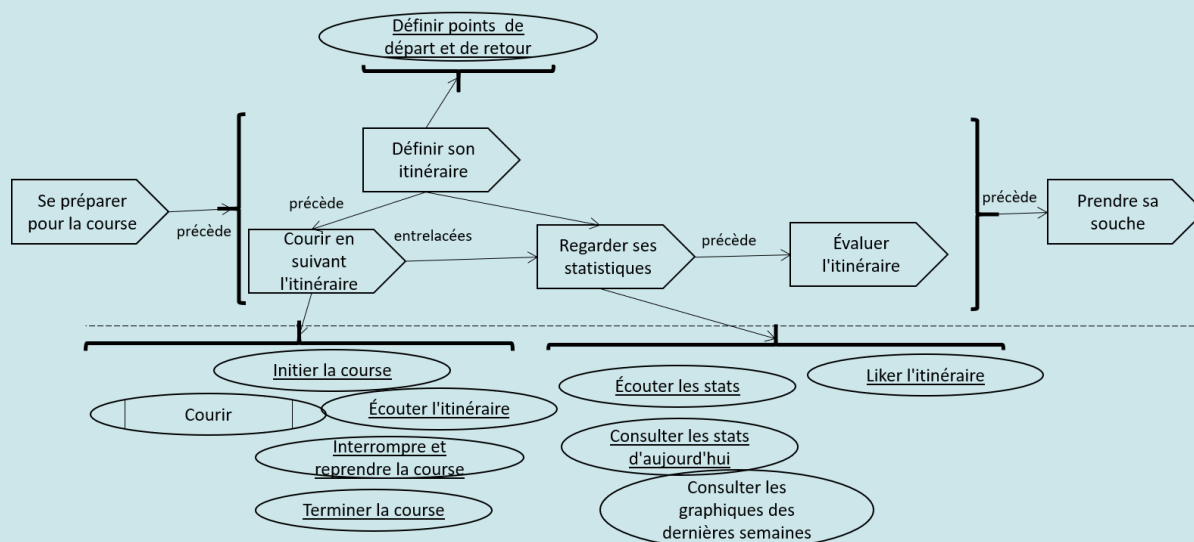 Définir points de
départ et de retour
Définir son
itinéraire
Se préparer
pour la course
précède
précède
Courir en
suivant
l'itinéraire
entrelacées
Regarder ses
statistiques
précède
Évaluer
l'itinéraire
précède
Prendre sa
souche
Initier la course
Courir
Écouter l'itinéraire
Interrompre et
reprendre la course
Terminer la course
Écouter les stats
Liker l'itinéraire
Consulter les stats
d'aujourd'hui
Consulter les
graphiques des
dernières semaines